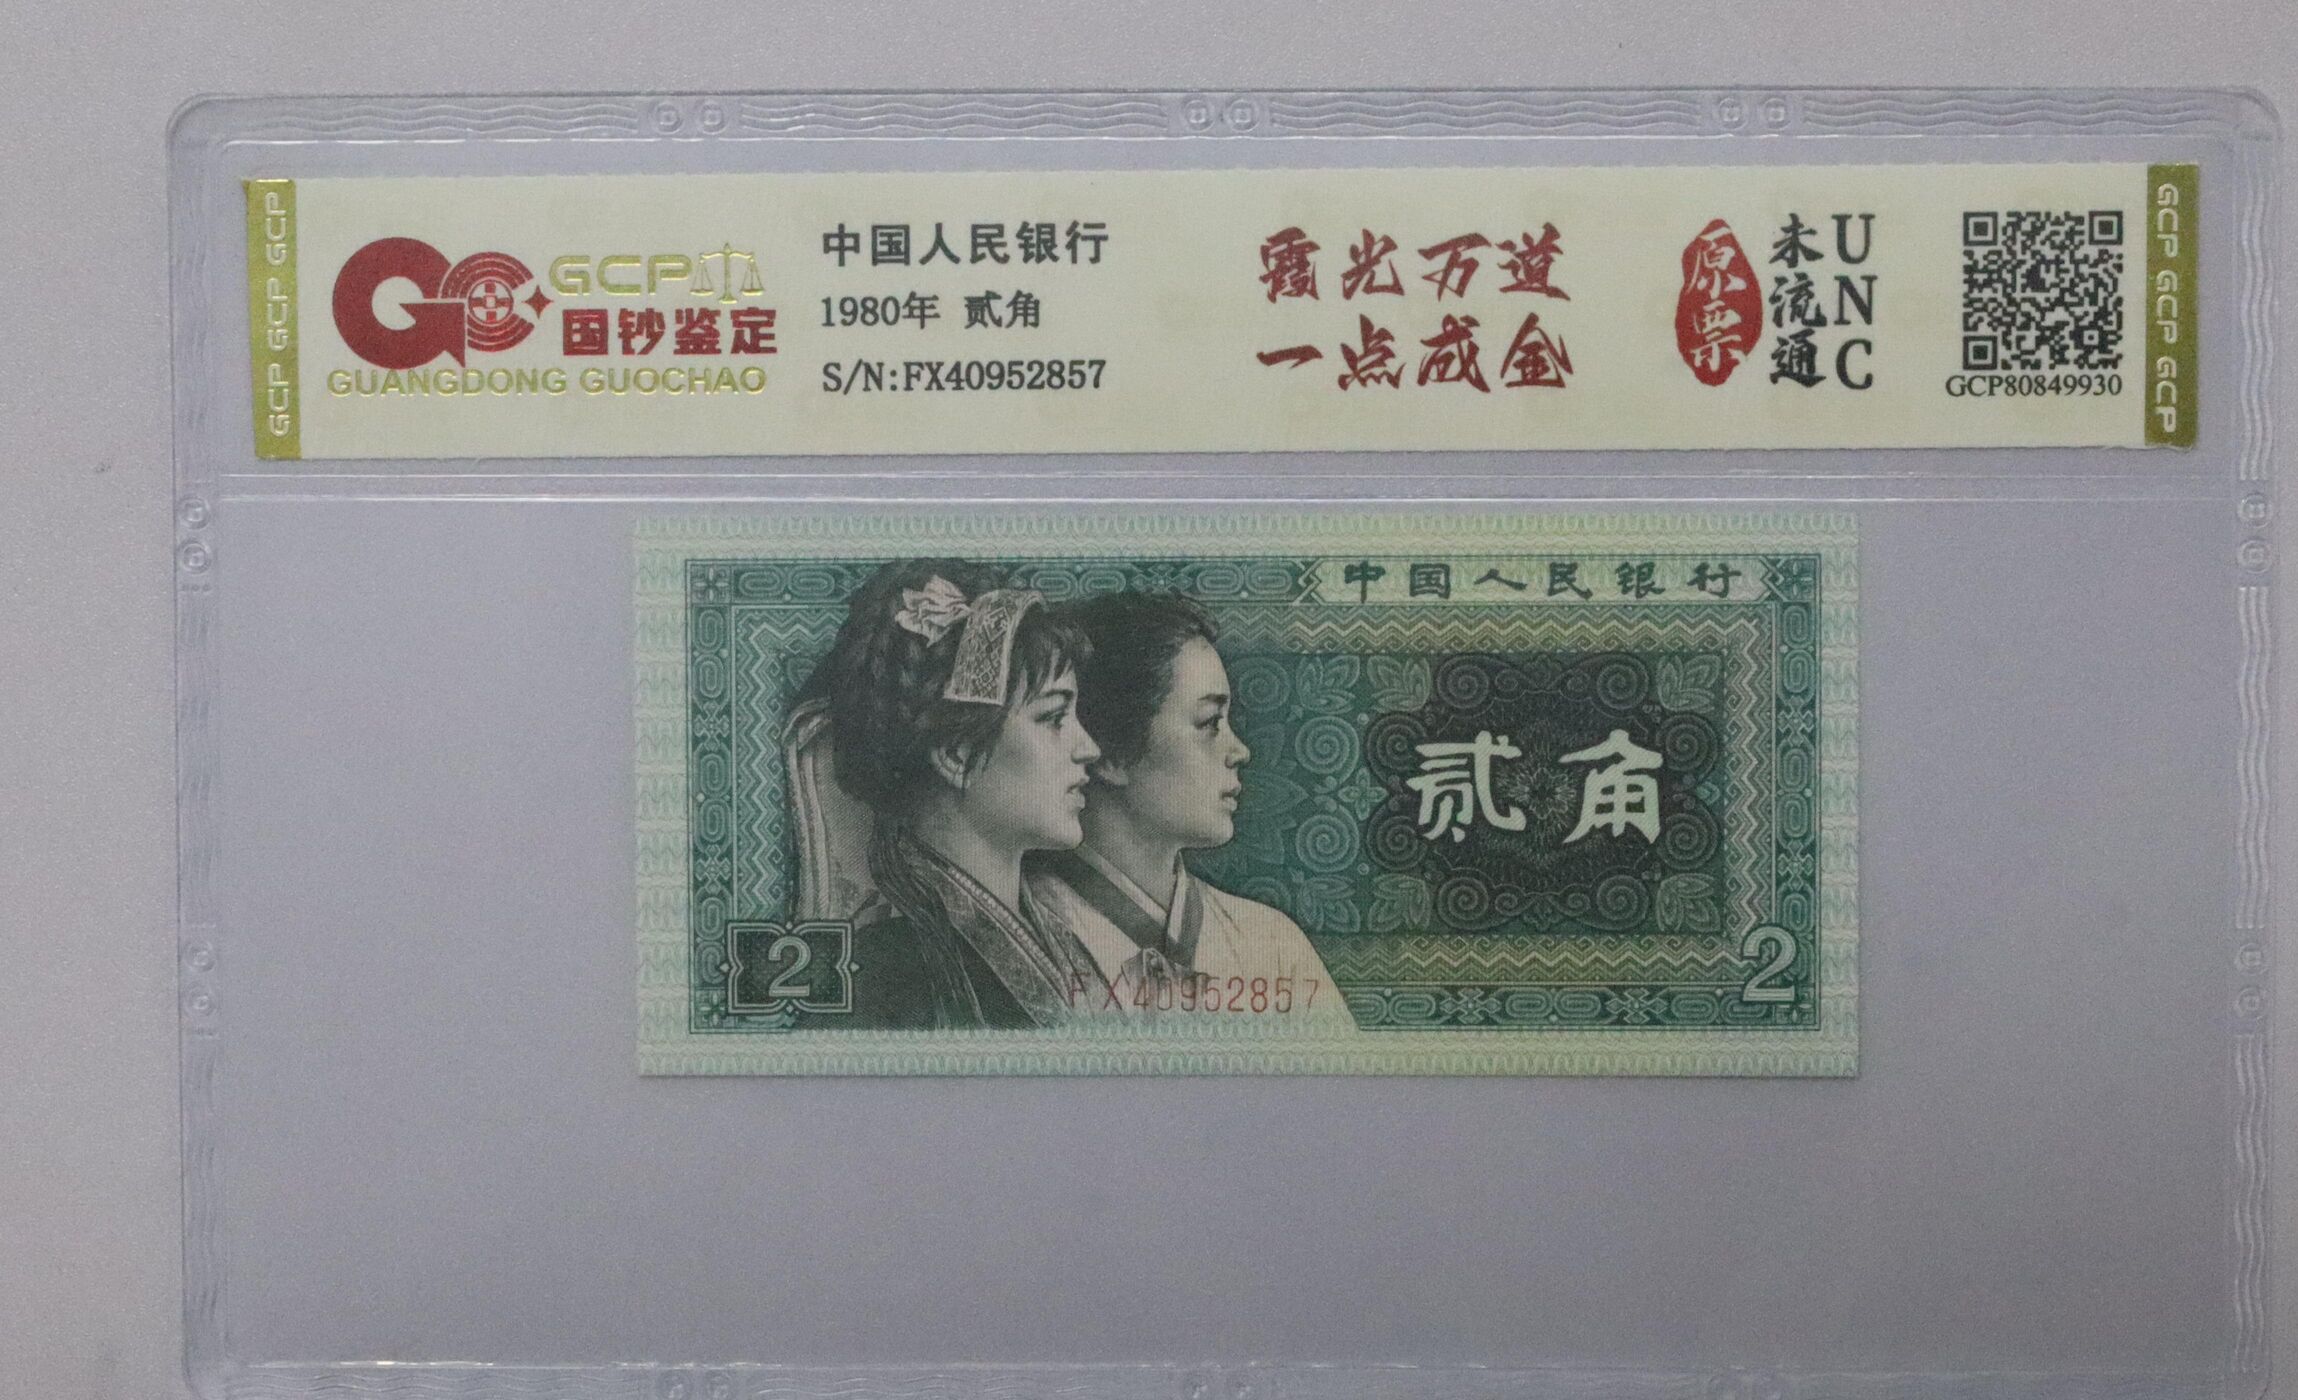 GCP GCP GCP
GCP
国钞鉴定
GUANGDONG GUOCHAO
中国人民银行
1980年 贰角
S/N:FX40952857
霞光万道
一点成金
原票
未流通
UNC
GCP80849930
GCP GCP GCP
中国人民银行
贰角
2
FX40952857
2